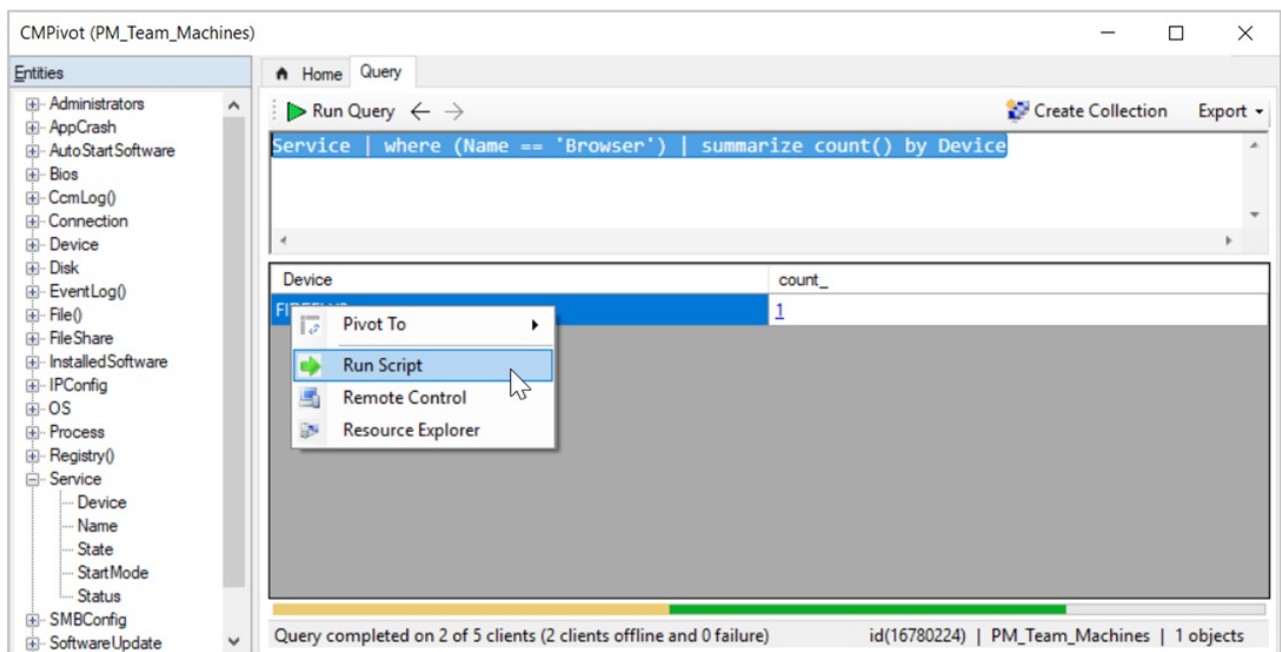 CMPivot (PM_Team_Machines)
Entities
Administrators
AppCrash
AutoStartSoftware
Bios
CcmLog()
Connection
Device
Disk
EventLog()
File()
FileShare
InstalledSoftware
IPConfig
OS
Process
Registry()
Service
Device
Name
State
StartMode
Status
SMBConfig
SoftwareUpdate
Home Query
Run Query Create Collection Export
Service | where (Name == 'Browser') | summarize count() by Device
Device count_
1
Pivot To
Run Script
Remote Control
Resource Explorer
Query completed on 2 of 5 clients (2 clients offline and 0 failure) id(16780224) | PM_Team_Machines | 1 objects